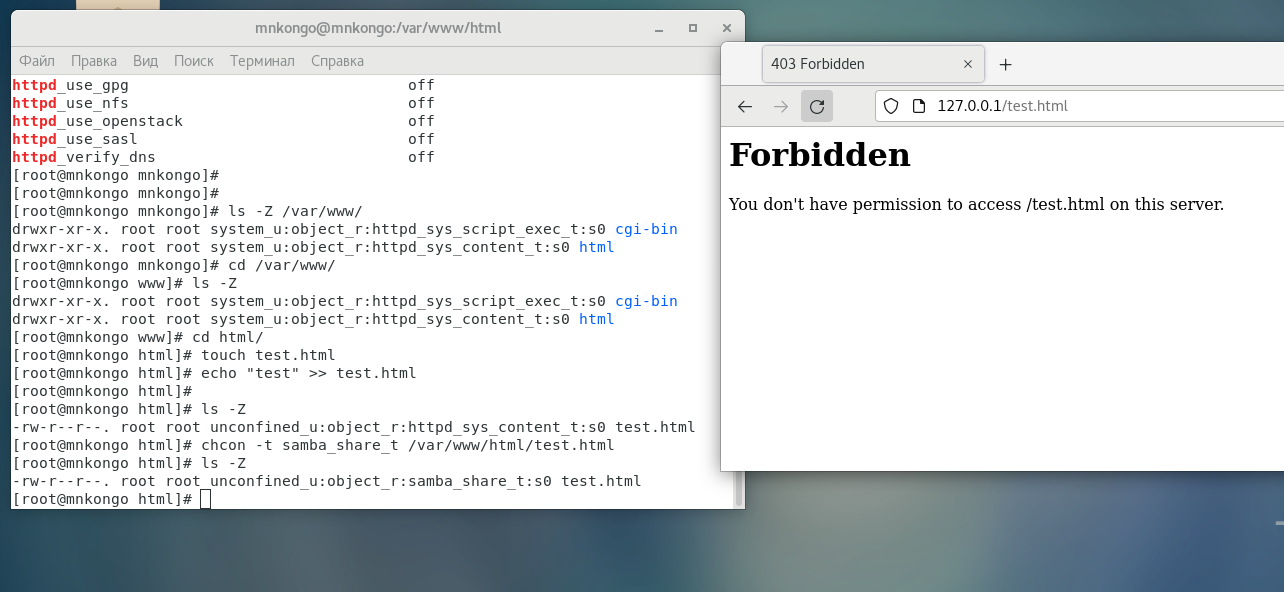 mnkongo@mnkongo:/var/www/html
Файл Правка Вид Поиск Терминал Справка
httpd_use_gpg off
httpd_use_nfs off
httpd_use_openstack off
httpd_use_sasl off
httpd_verify_dns off
[root@mnkongo mnkongo]#
[root@mnkongo mnkongo]#
[root@mnkongo mnkongo]# ls -Z /var/www/
drwxr-xr-x. root root system_u:object_r:httpd_sys_script_exec_t:s0 cgi-bin
drwxr-xr-x. root root system_u:object_r:httpd_sys_content_t:s0 html
[root@mnkongo mnkongo]# cd /var/www/
[root@mnkongo www]# ls -Z
drwxr-xr-x. root root system_u:object_r:httpd_sys_script_exec_t:s0 cgi-bin
drwxr-xr-x. root root system_u:object_r:httpd_sys_content_t:s0 html
[root@mnkongo www]# cd html/
[root@mnkongo html]# touch test.html
[root@mnkongo html]# echo "test" >> test.html
[root@mnkongo html]#
[root@mnkongo html]# ls -Z
-rw-r--r--. root root unconfined_u:object_r:httpd_sys_content_t:s0 test.html
[root@mnkongo html]# chcon -t samba_share_t /var/www/html/test.html
[root@mnkongo html]# ls -Z
-rw-r--r--. root root unconfined_u:object_r:samba_share_t:s0 test.html
[root@mnkongo html]#
403 Forbidden
127.0.0.1/test.html
Forbidden
You don't have permission to access /test.html on this server.